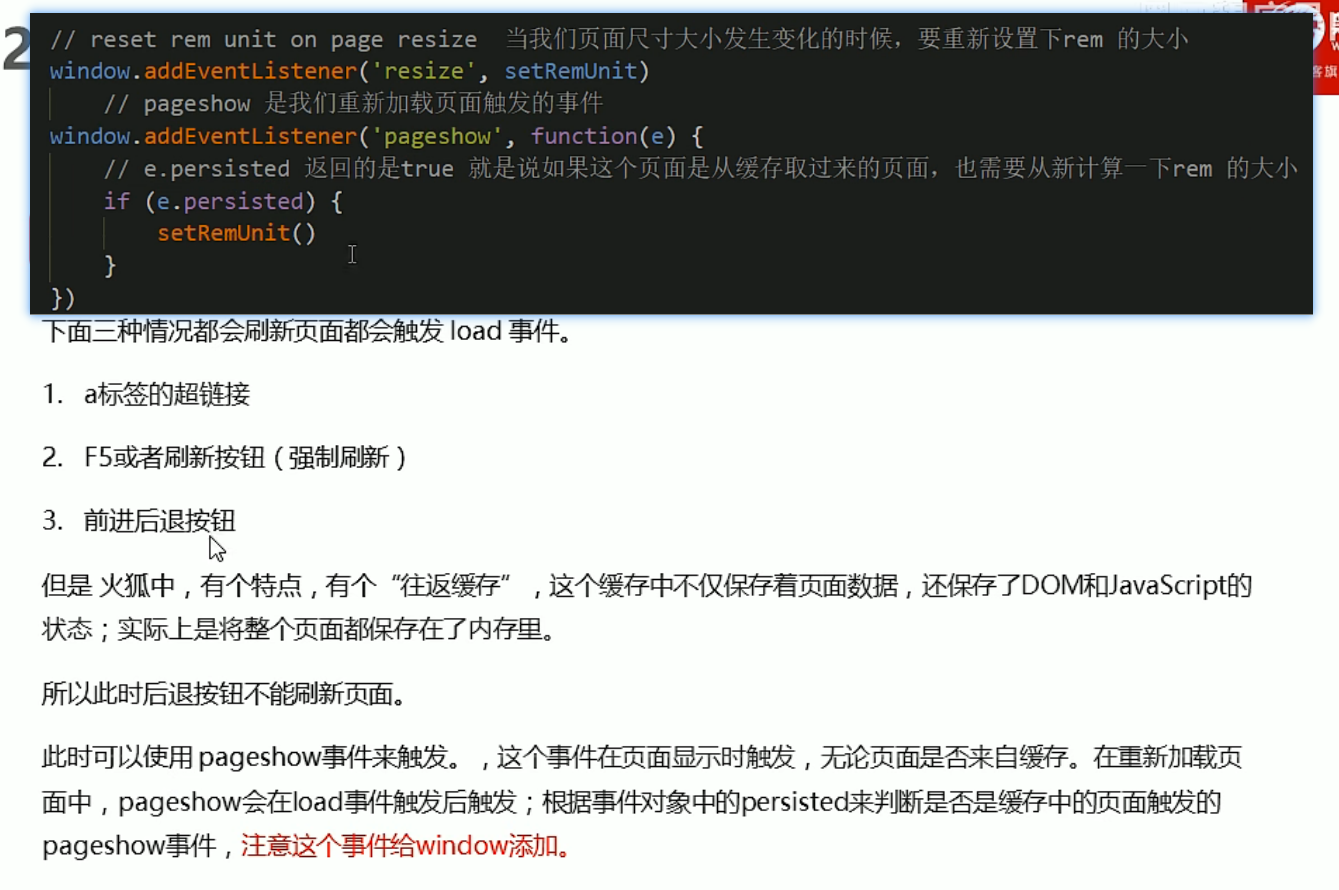 2
// reset rem unit on page resize  当我们页面尺寸大小发生变化的时候，要重新设置下rem 的大小
window.addEventListener('resize', setRemUnit)
    // pageshow 是我们重新加载页面触发的事件
window.addEventListener('pageshow', function(e) {
    // e.persisted 返回的是true 就是说如果这个页面是从缓存取过来的页面，也需要从新计算一下rem 的大小
    if (e.persisted) {
        setRemUnit()
    }
})
客旗
下面三种情况都会刷新页面都会触发 load 事件。
1. a标签的超链接
2. F5或者刷新按钮（强制刷新）
3. 前进后退按钮
但是 火狐中，有个特点，有个“往返缓存”，这个缓存中不仅保存着页面数据，还保存了DOM和JavaScript的
状态；实际上是将整个页面都保存在了内存里。
所以此时后退按钮不能刷新页面。
此时可以使用 pageshow事件来触发。，这个事件在页面显示时触发，无论页面是否来自缓存。在重新加载页
面中，pageshow会在load事件触发后触发；根据事件对象中的persisted来判断是否是缓存中的页面触发的
pageshow事件，注意这个事件给window添加。